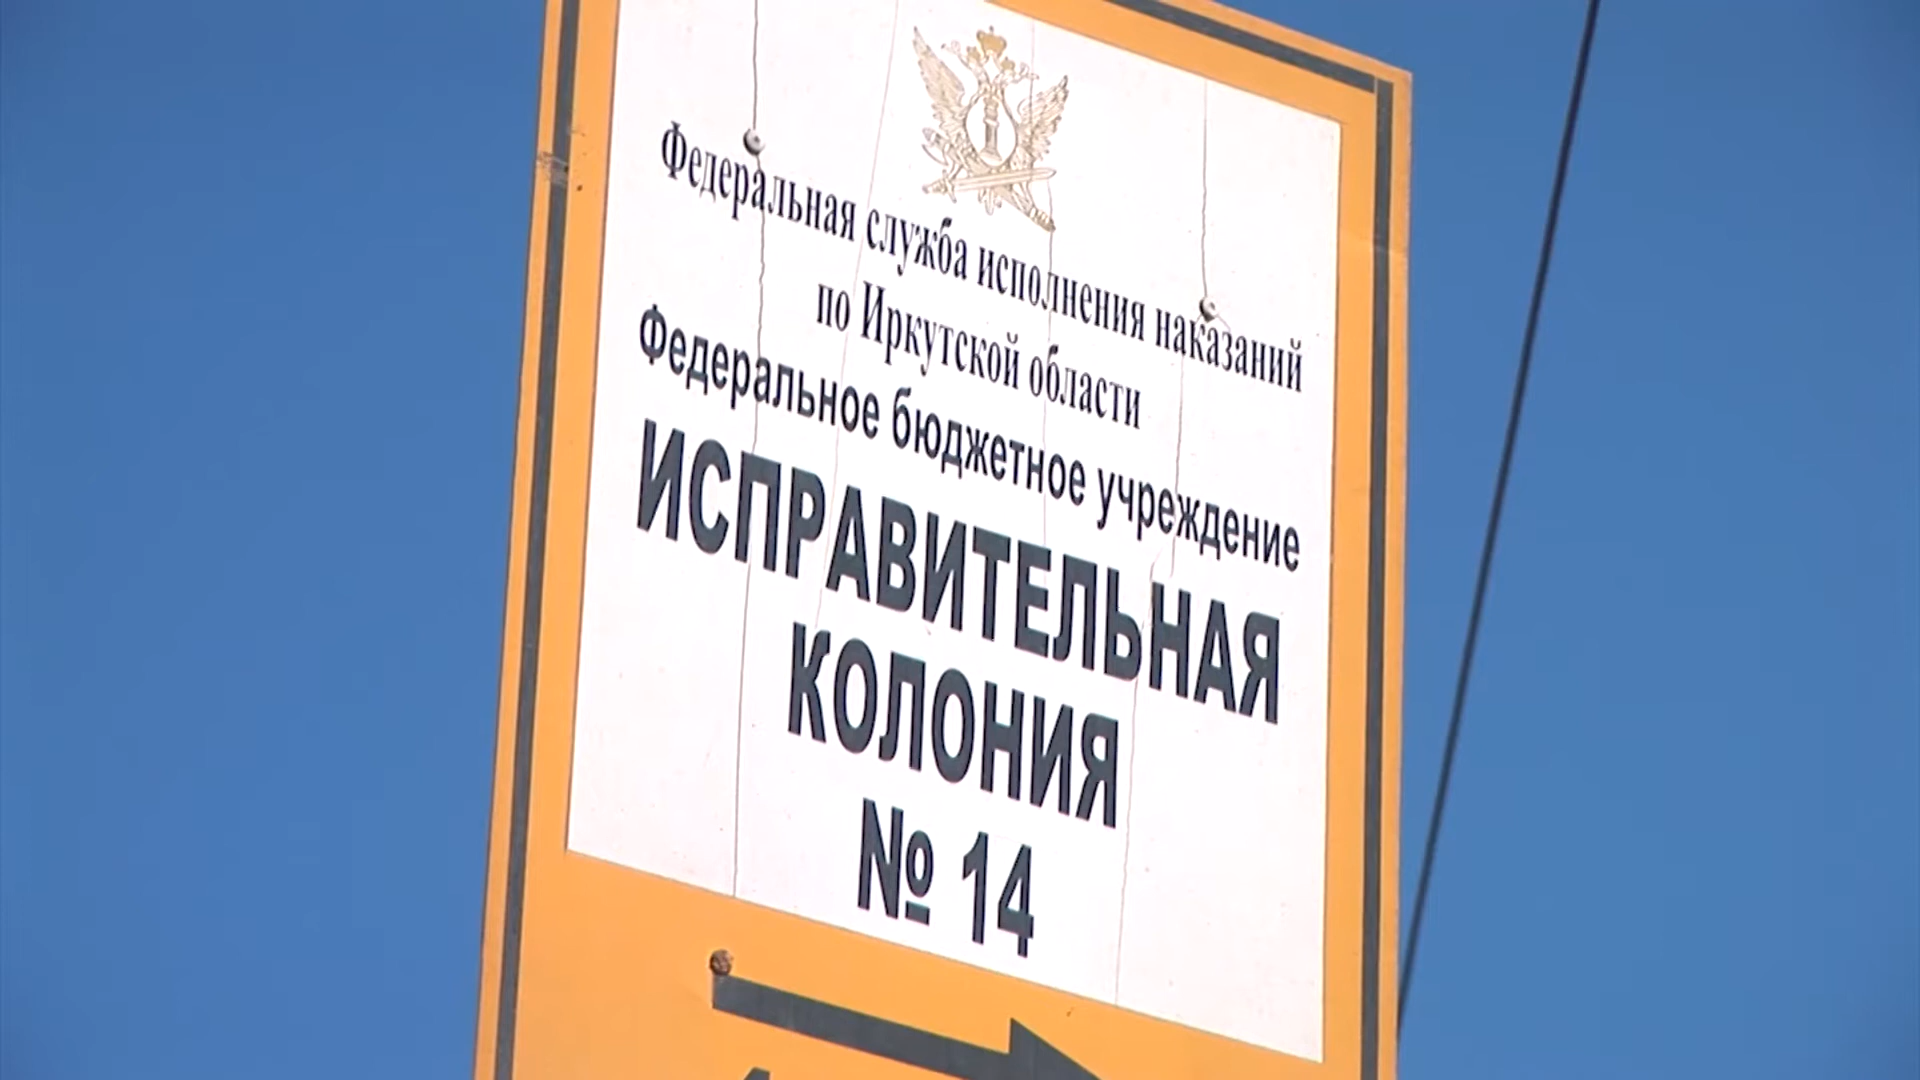 Федеральная служба исполнения наказаний
по Иркутской области
Федеральное бюджетное учреждение
ИСПРАВИТЕЛЬНАЯ
КОЛОНИЯ
№ 14